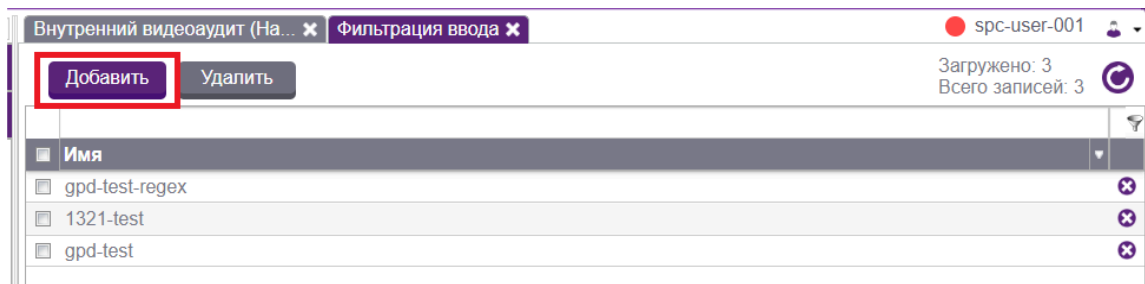 Внутренний видеоаудит (На... Фильтрация ввода spc-user-001
Добавить Удалить Загружено: 3
Всего записей: 3
Имя
gpd-test-regex
1321-test
gpd-test